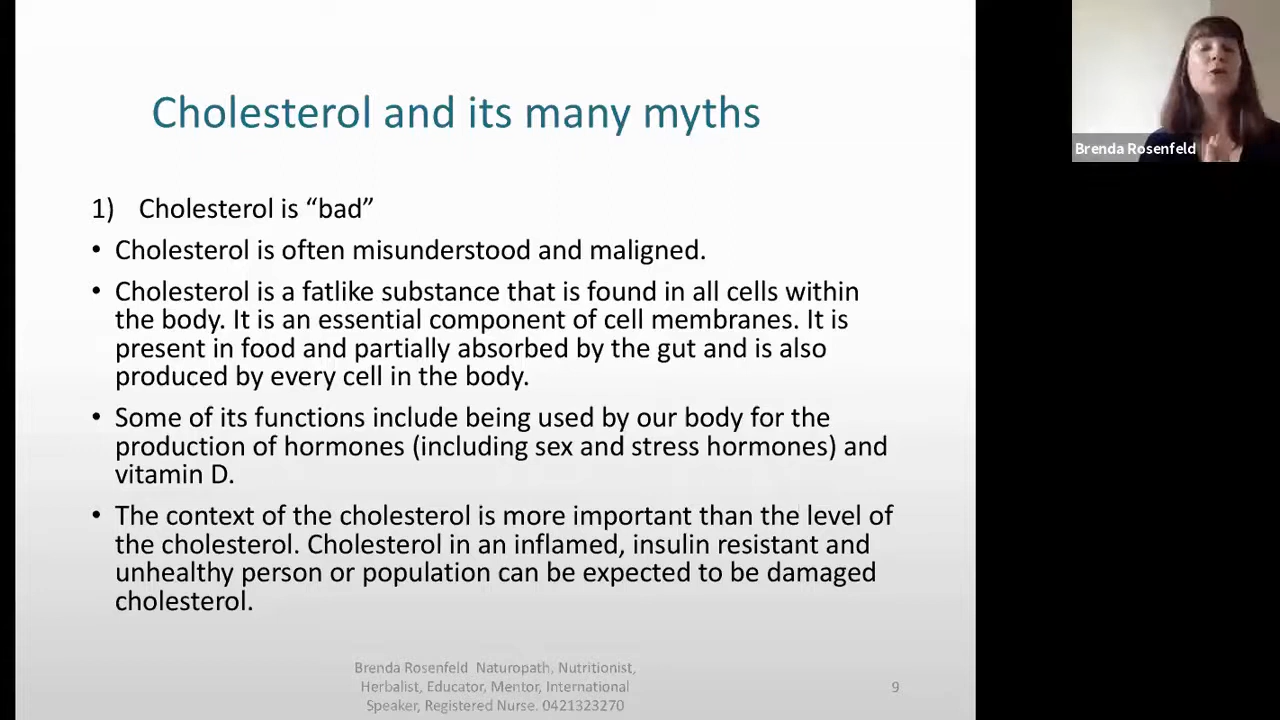 Cholesterol and its many myths
Brenda Rosenfeld
1) Cholesterol is “bad”
• Cholesterol is often misunderstood and maligned.
• Cholesterol is a fatlike substance that is found in all cells within
the body. It is an essential component of cell membranes. It is
present in food and partially absorbed by the gut and is also
produced by every cell in the body.
• Some of its functions include being used by our body for the
production of hormones (including sex and stress hormones) and
vitamin D.
• The context of the cholesterol is more important than the level of
the cholesterol. Cholesterol in an inflamed, insulin resistant and
unhealthy person or population can be expected to be damaged
cholesterol.
Brenda Rosenfeld Naturopath, Nutritionist,
Herbalist, Educator, Mentor, International
Speaker, Registered Nurse. 0421323270
9